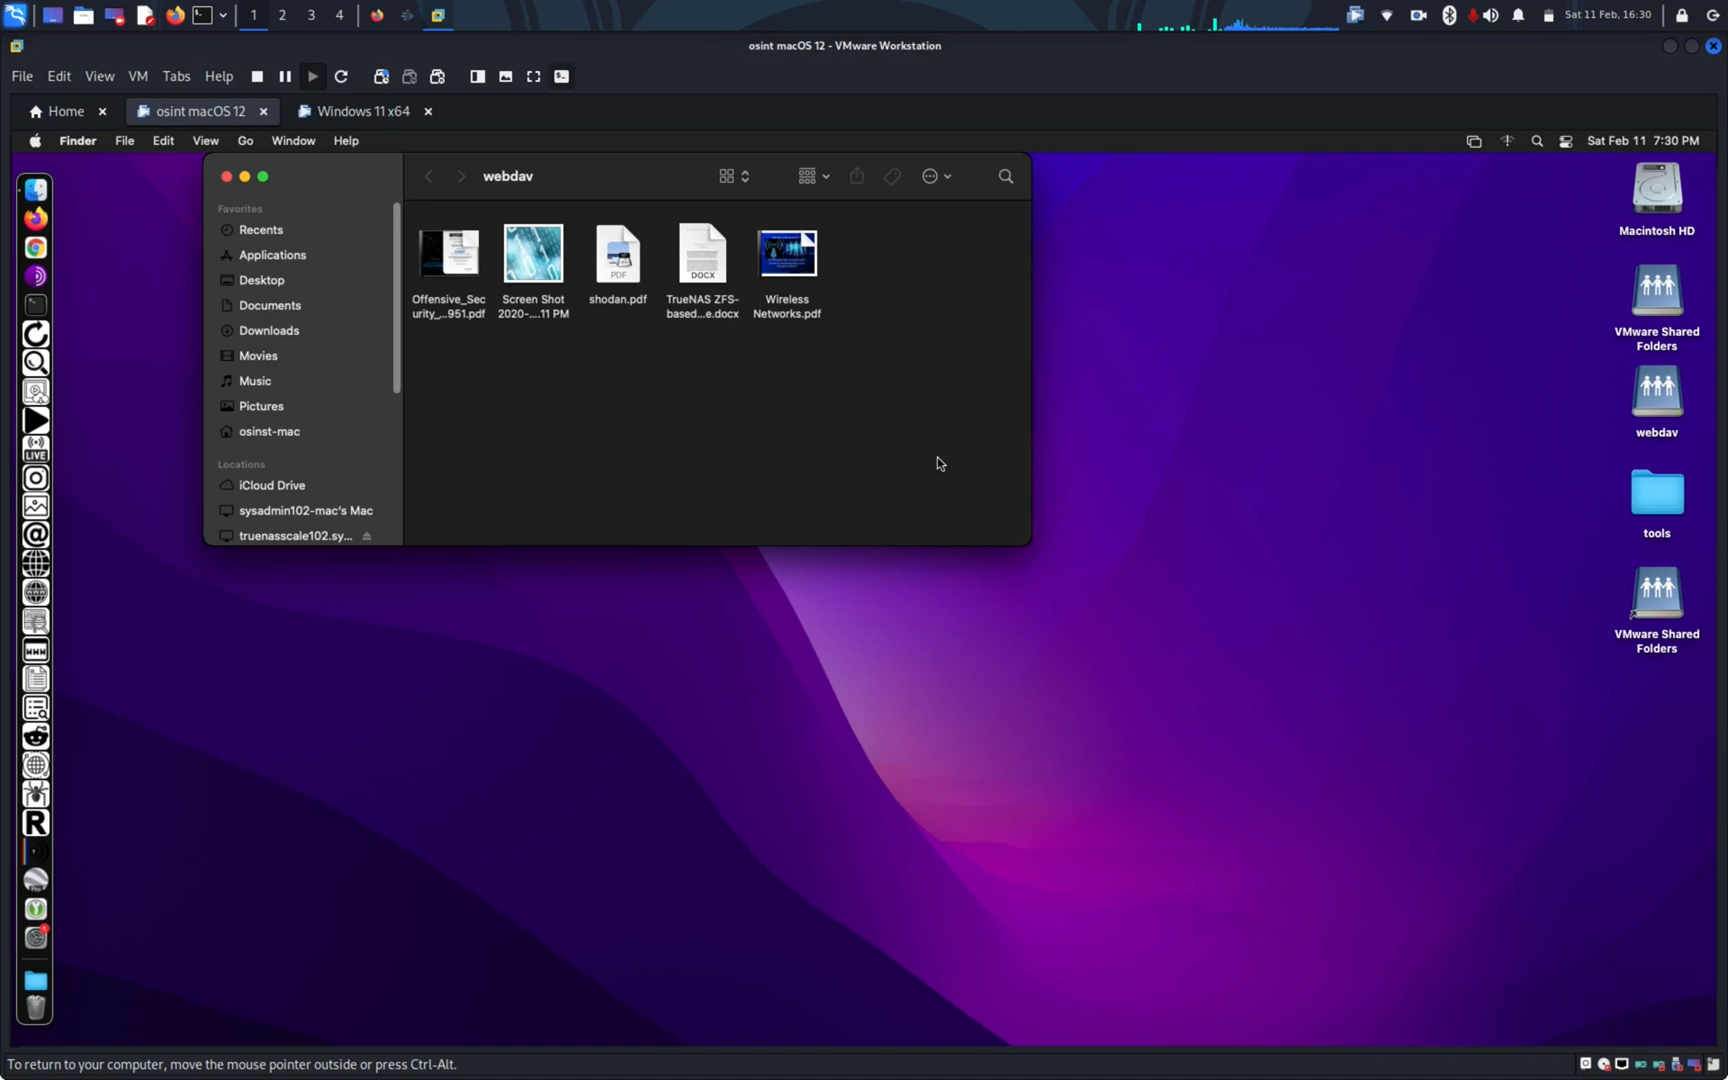 1 2 3 4
Sat 11 Feb, 16:30
osint macOS 12 - VMware Workstation
File Edit View VM Tabs Help
Home osint macOS 12 Windows 11 x64
Finder File Edit View Go Window Help
Sat Feb 11 7:30 PM
webdav
Favorites
Recents
Applications
Desktop
Documents
Downloads
Movies
Music
Pictures
osinst-mac
Locations
iCloud Drive
sysadmin102-mac's Mac
truenasscale102.sy...
PDF
DOCX
Offensive_Sec
urity_...951.pdf
Screen Shot
2020-....11 PM
shodan.pdf
TrueNAS ZFS-
based...e.docx
Wireless
Networks.pdf
Macintosh HD
VMware Shared
Folders
webdav
tools
VMware Shared
Folders
LIVE
WWW
R
To return to your computer, move the mouse pointer outside or press Ctrl-Alt.